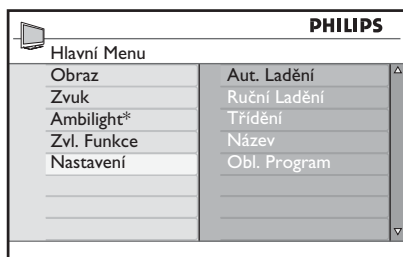 PHILIPS
Hlavní Menu
Obraz
Zvuk
Ambilight*
Zvl. Funkce
Nastavení
Aut. Ladění
Ruční Ladění
Třídění
Název
Obl. Program